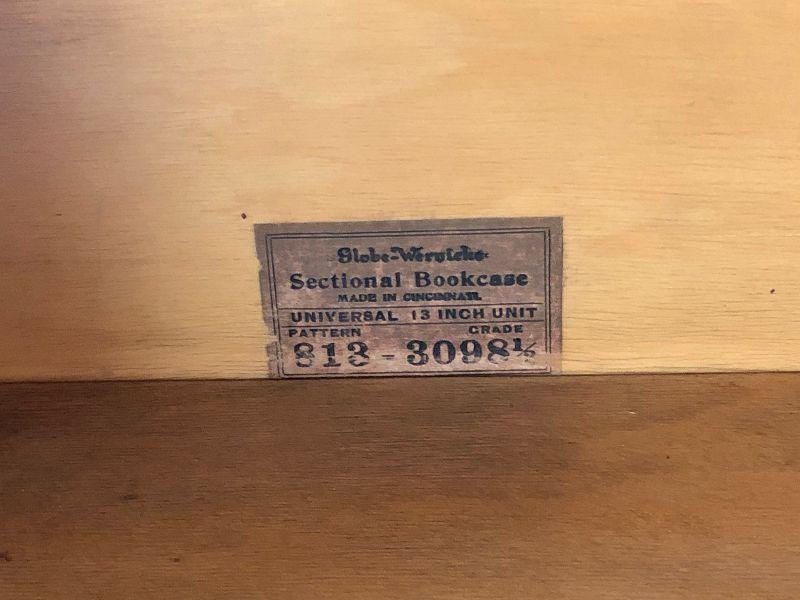 Globe-Wernicke
Sectional Bookcase
MADE IN CINCINNATI.
UNIVERSAL 13 INCH UNIT
PATTERN GRADE
813 - 3098½